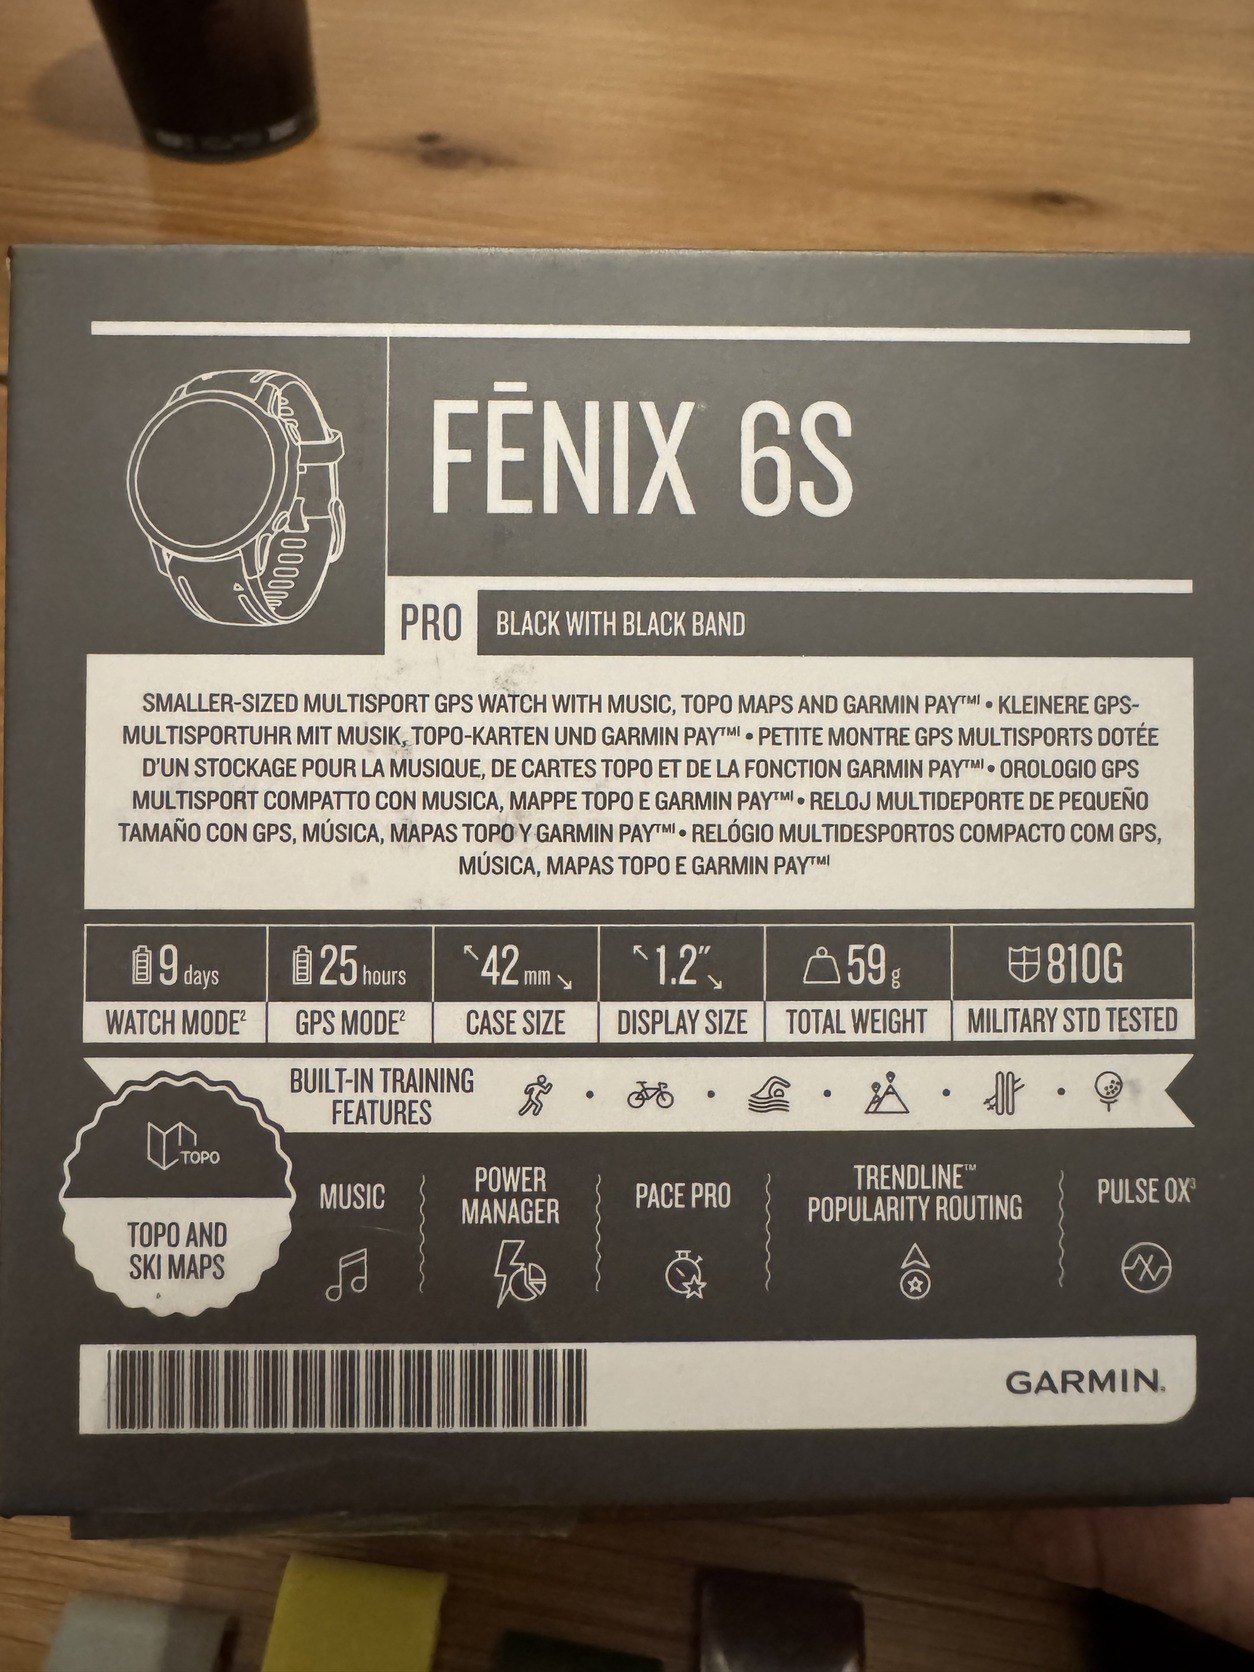 FĒNIX® 6S
PRO
BLACK WITH BLACK BAND
SMALLER-SIZED MULTISPORT GPS WATCH WITH MUSIC, TOPO MAPS AND GARMIN PAY™¹ • KLEINERE GPS-
MULTISPORTUHR MIT MUSIK, TOPO-KARTEN UND GARMIN PAY™¹ • PETITE MONTRE GPS MULTISPORTS DOTÉE
D'UN STOCKAGE POUR LA MUSIQUE, DE CARTES TOPO ET DE LA FONCTION GARMIN PAY™¹ • OROLOGIO GPS
MULTISPORT COMPATTO CON MUSICA, MAPPE TOPO E GARMIN PAY™¹ • RELOJ MULTIDEPORTE DE PEQUEÑO
TAMAÑO CON GPS, MÚSICA, MAPAS TOPO Y GARMIN PAY™¹ • RELÓGIO MULTIDESPORTOS COMPACTO COM GPS,
MÚSICA, MAPAS TOPO E GARMIN PAY™¹
9 days
WATCH MODE²
25 hours
GPS MODE²
42 mm
CASE SIZE
1.2″
DISPLAY SIZE
59 g
TOTAL WEIGHT
810G
MILITARY STD TESTED
BUILT-IN TRAINING
FEATURES
TOPO
TOPO AND
SKI MAPS
MUSIC
POWER
MANAGER
PACE PRO
TRENDLINE™
POPULARITY ROUTING
PULSE OX³
GARMIN.